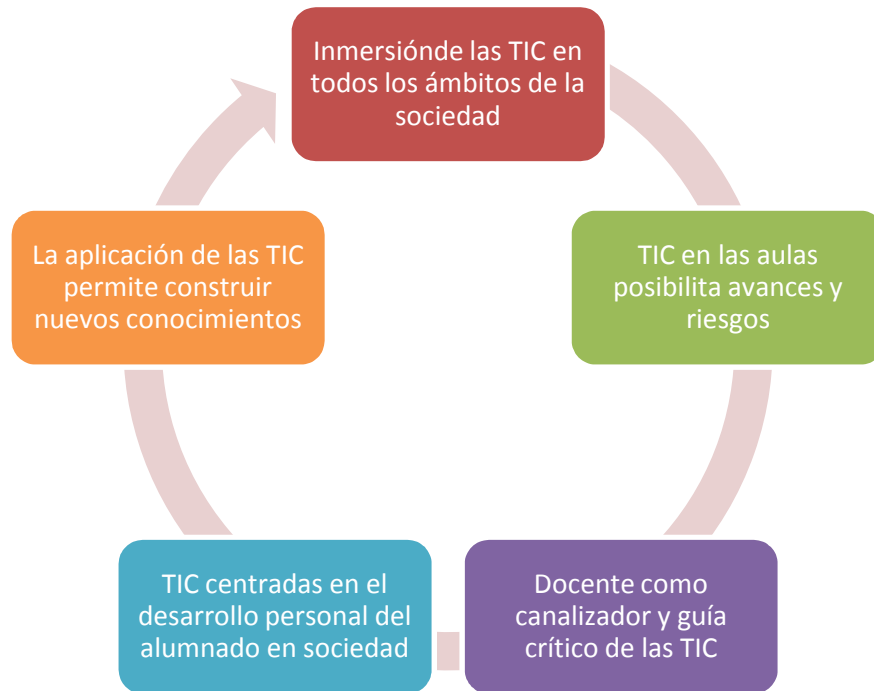 Inmersiónde las TIC en
todos los ámbitos de la
sociedad
TIC en las aulas
posibilita avances y
riesgos
Docente como
canalizador y guía
crítico de las TIC
TIC centradas en el
desarrollo personal del
alumnado en sociedad
La aplicación de las TIC
permite construir
nuevos conocimientos